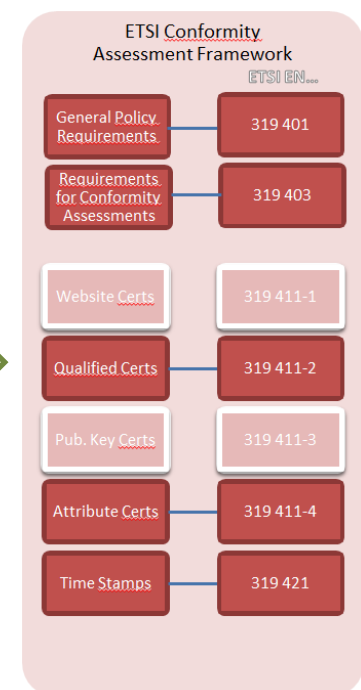 ETSI Conformity
Assessment Framework
ETSI EN...
General Policy
Requirements
319 401
Requirements
for Conformity
Assessments
319 403
Website Certs
319 411-1
Qualified Certs
319 411-2
Pub. Key Certs
319 411-3
Attribute Certs
319 411-4
Time Stamps
319 421